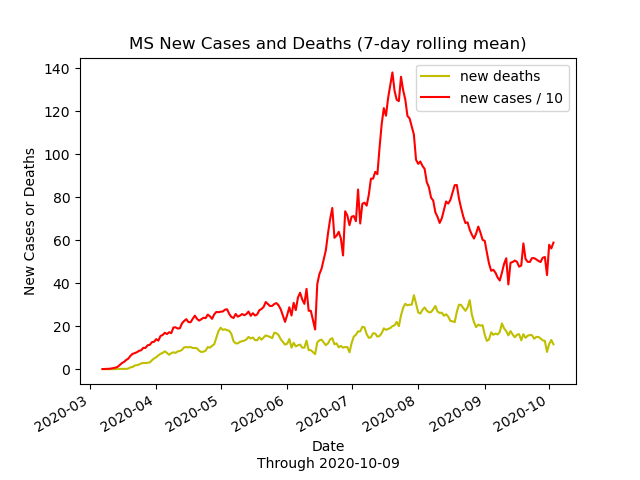 MS New Cases and Deaths (7-day rolling mean)
new deaths
new cases / 10
New Cases or Deaths
140
120
100
80
60
40
20
0
2020-03
2020-04
2020-05
2020-06
2020-07
2020-08
2020-09
2020-10
Date
Through 2020-10-09